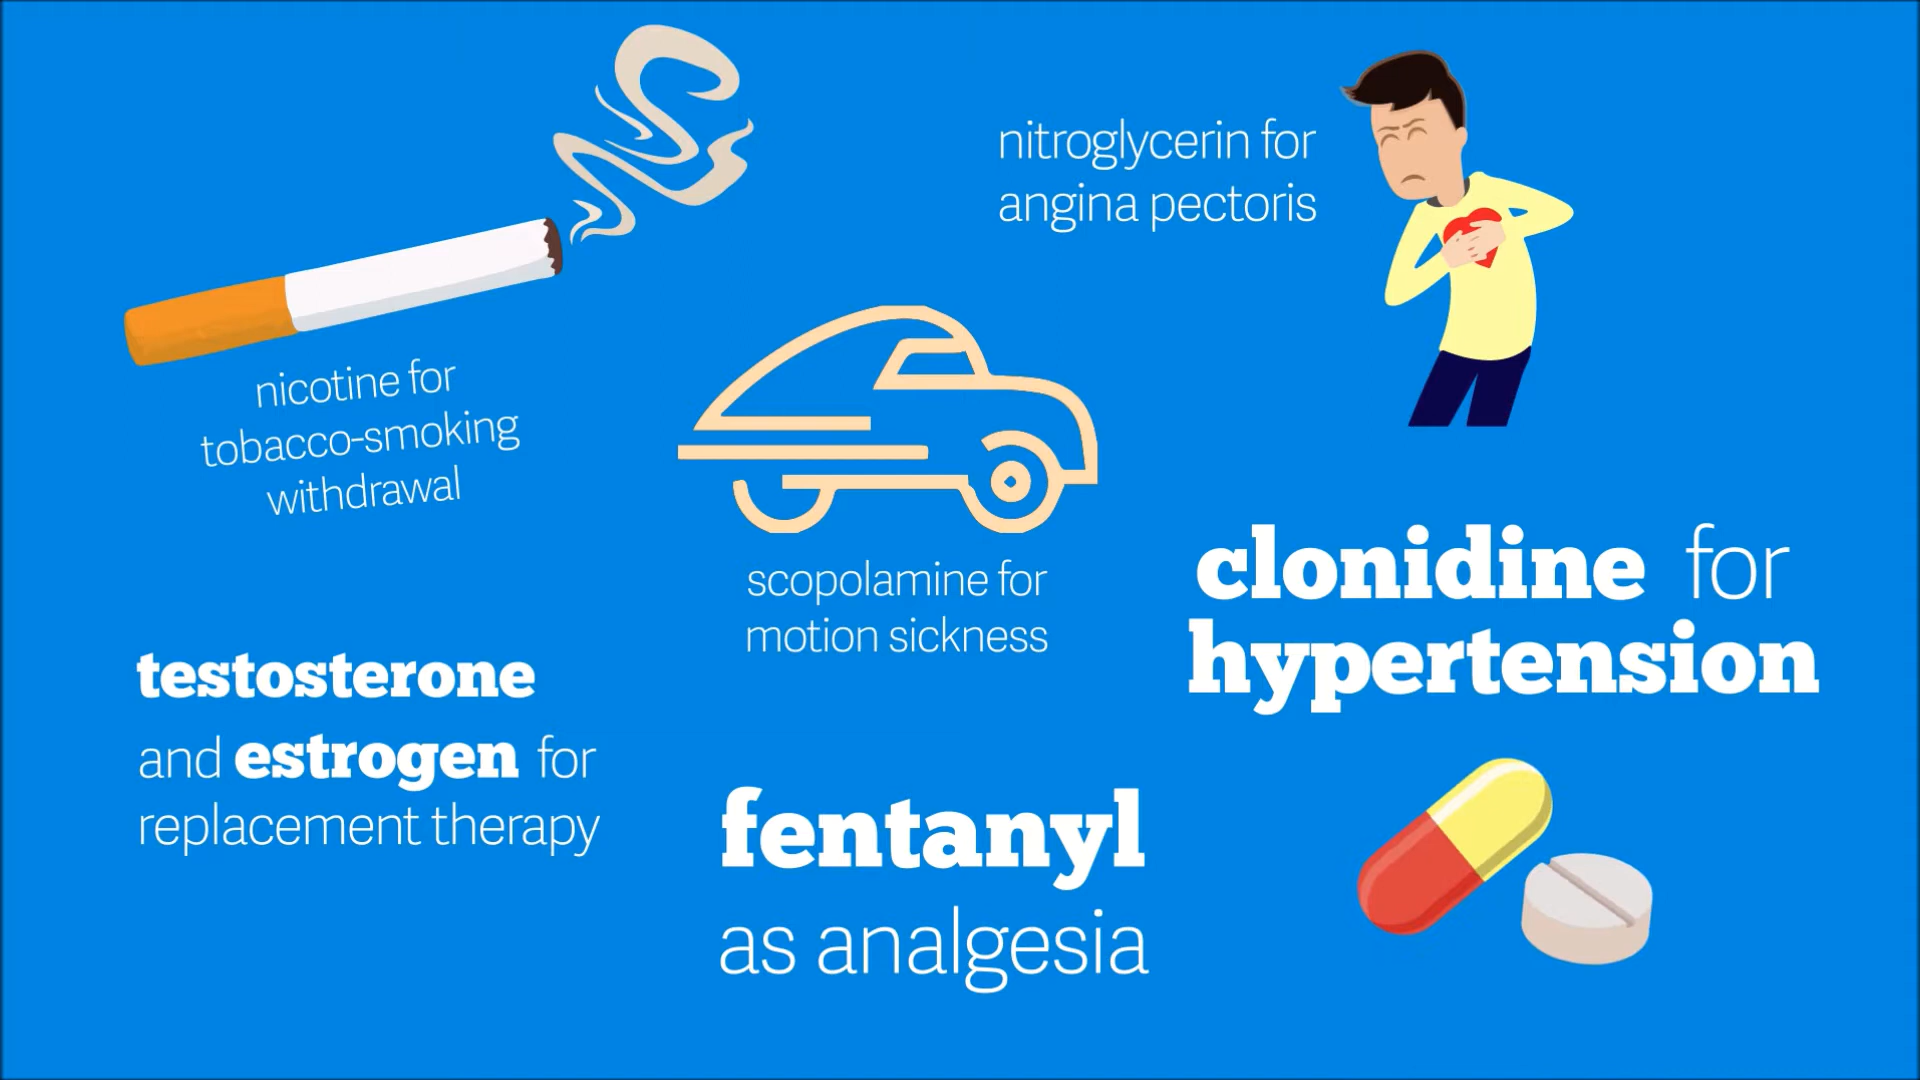 nicotine for
tobacco-smoking
withdrawal
nitroglycerin for
angina pectoris
scopolamine for
motion sickness
clonidine for
hypertension
testosterone
and estrogen for
replacement therapy
fentanyl
as analgesia